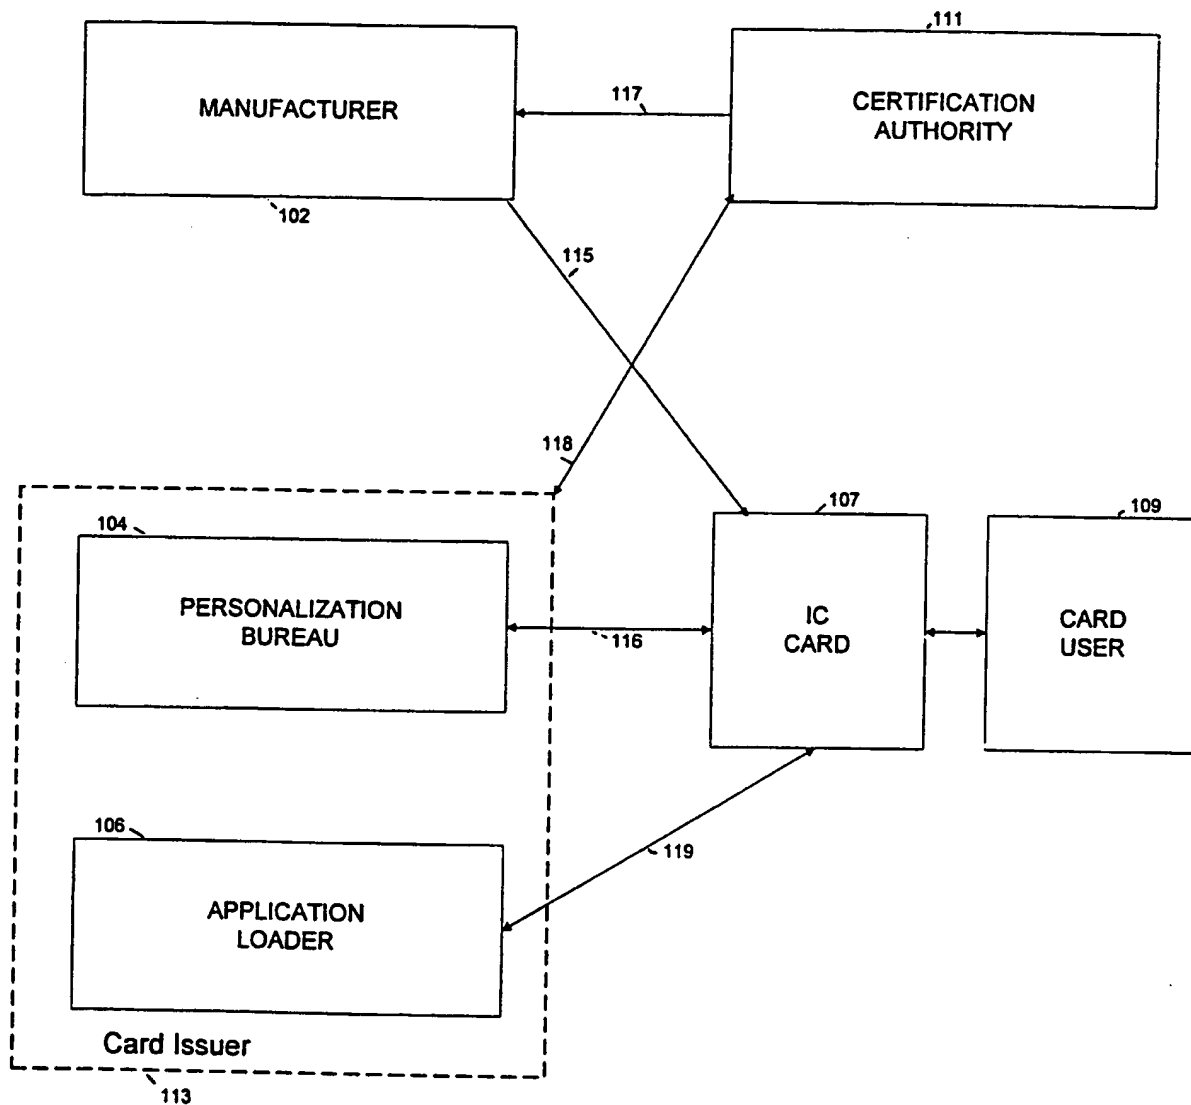 111
MANUFACTURER
117
CERTIFICATION
AUTHORITY
102
115
118
107
109
104
PERSONALIZATION
BUREAU
116
IC
CARD
CARD
USER
106
119
APPLICATION
LOADER
Card Issuer
113